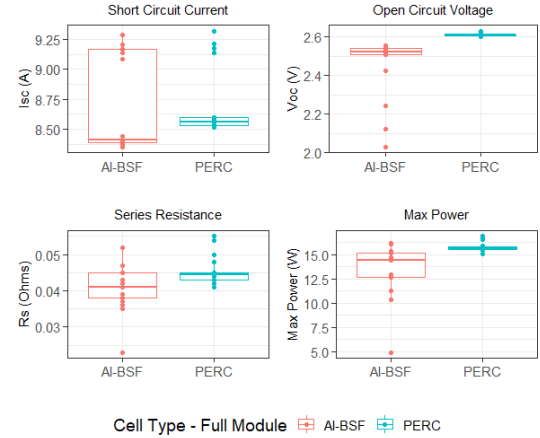 Short Circuit Current
Open Circuit Voltage
Isc (A)
9.25
9.00
8.75
8.50
Al-BSF
PERC
Voc (V)
2.6
2.4
2.2
2.0
Al-BSF
PERC
Series Resistance
Max Power
Rs (Ohms)
0.05
0.04
0.03
Al-BSF
PERC
Max Power (W)
15.0
12.5
10.0
7.5
5.0
Al-BSF
PERC
Cell Type - Full Module Al-BSF PERC